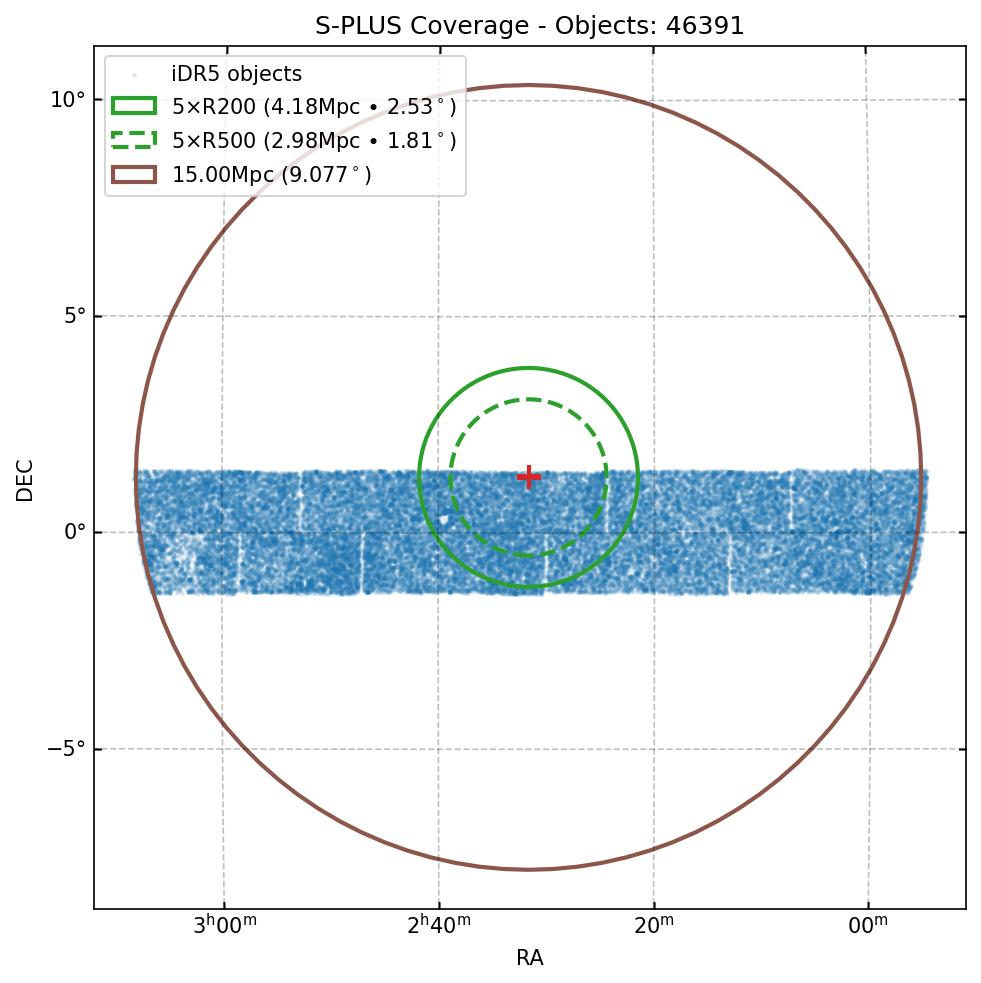 S-PLUS Coverage - Objects: 46391
iDR5 objects
5×R200 (4.18Mpc • 2.53°)
5×R500 (2.98Mpc • 1.81°)
15.00Mpc (9.077°)
10°
5°
0°
−5°
DEC
3ʰ00ᵐ
2ʰ40ᵐ
20ᵐ
00ᵐ
RA